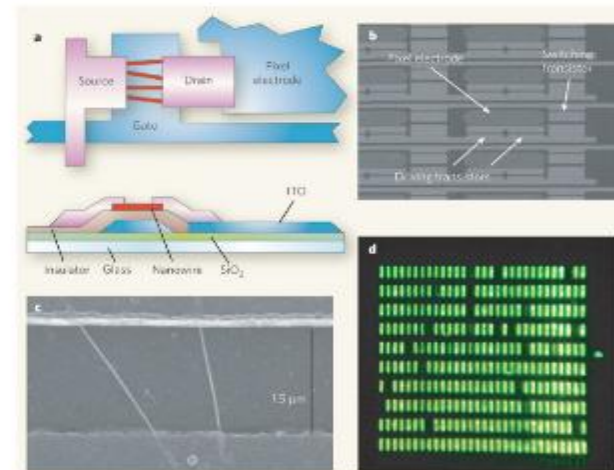 a
Source
Drain
Pixel
electrode
Gate
ITO
Insulator
Glass
Nanowire
SiO₂
b
Pixel electrode
Switching
transistor
Driving transistors
c
1.5 μm
d